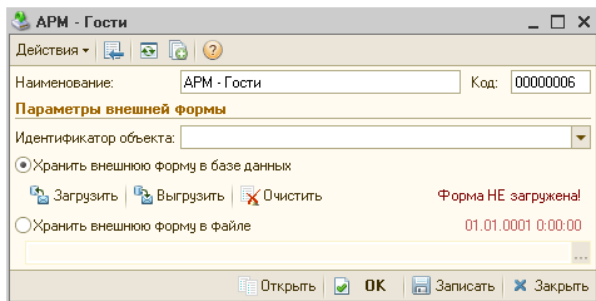 АРМ - Гости
Действия
Наименование: АРМ - Гости Код: 00000006
Параметры внешней формы
Идентификатор объекта:
Хранить внешнюю форму в базе данных
Загрузить Выгрузить Очистить Форма НЕ загружена!
Хранить внешнюю форму в файле 01.01.0001 0:00:00
...
Открыть OK Записать Закрыть